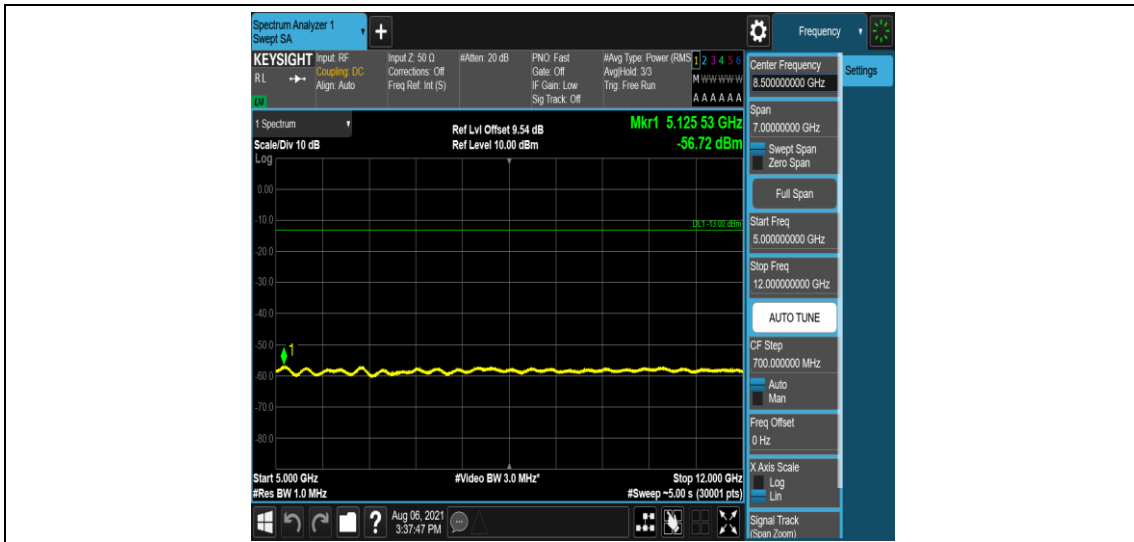 Spectrum Analyzer 1
Swept SA
+
Frequency
KEYSIGHT
RL
LM
Input: RF
Coupling: DC
Align: Auto
Input Z: 50 Ω
Corrections: Off
Freq Ref: Int (S)
#Atten: 20 dB
PNO: Fast
Gate: Off
IF Gain: Low
Sig Track: Off
#Avg Type: Power (RMS
Avg|Hold: 3/3
Trig: Free Run
1 2 3 4 5 6
M W W W W W
A A A A A A
1 Spectrum
Scale/Div 10 dB
Ref Lvl Offset 9.54 dB
Ref Level 10.00 dBm
Mkr1 5.125 53 GHz
-56.72 dBm
Log
0.00
-10.0
DL1 -13.00 dBm
-20.0
-30.0
-40.0
-50.0
1
-60.0
-70.0
-80.0
Start 5.000 GHz
#Res BW 1.0 MHz
#Video BW 3.0 MHz*
Stop 12.000 GHz
#Sweep ~5.00 s (30001 pts)
Aug 06, 2021
3:37:47 PM
?
Center Frequency
8.500000000 GHz
Settings
Span
7.00000000 GHz
Swept Span
Zero Span
Full Span
Start Freq
5.000000000 GHz
Stop Freq
12.000000000 GHz
AUTO TUNE
CF Step
700.000000 MHz
Auto
Man
Freq Offset
0 Hz
X Axis Scale
Log
Lin
Signal Track
(Span Zoom)